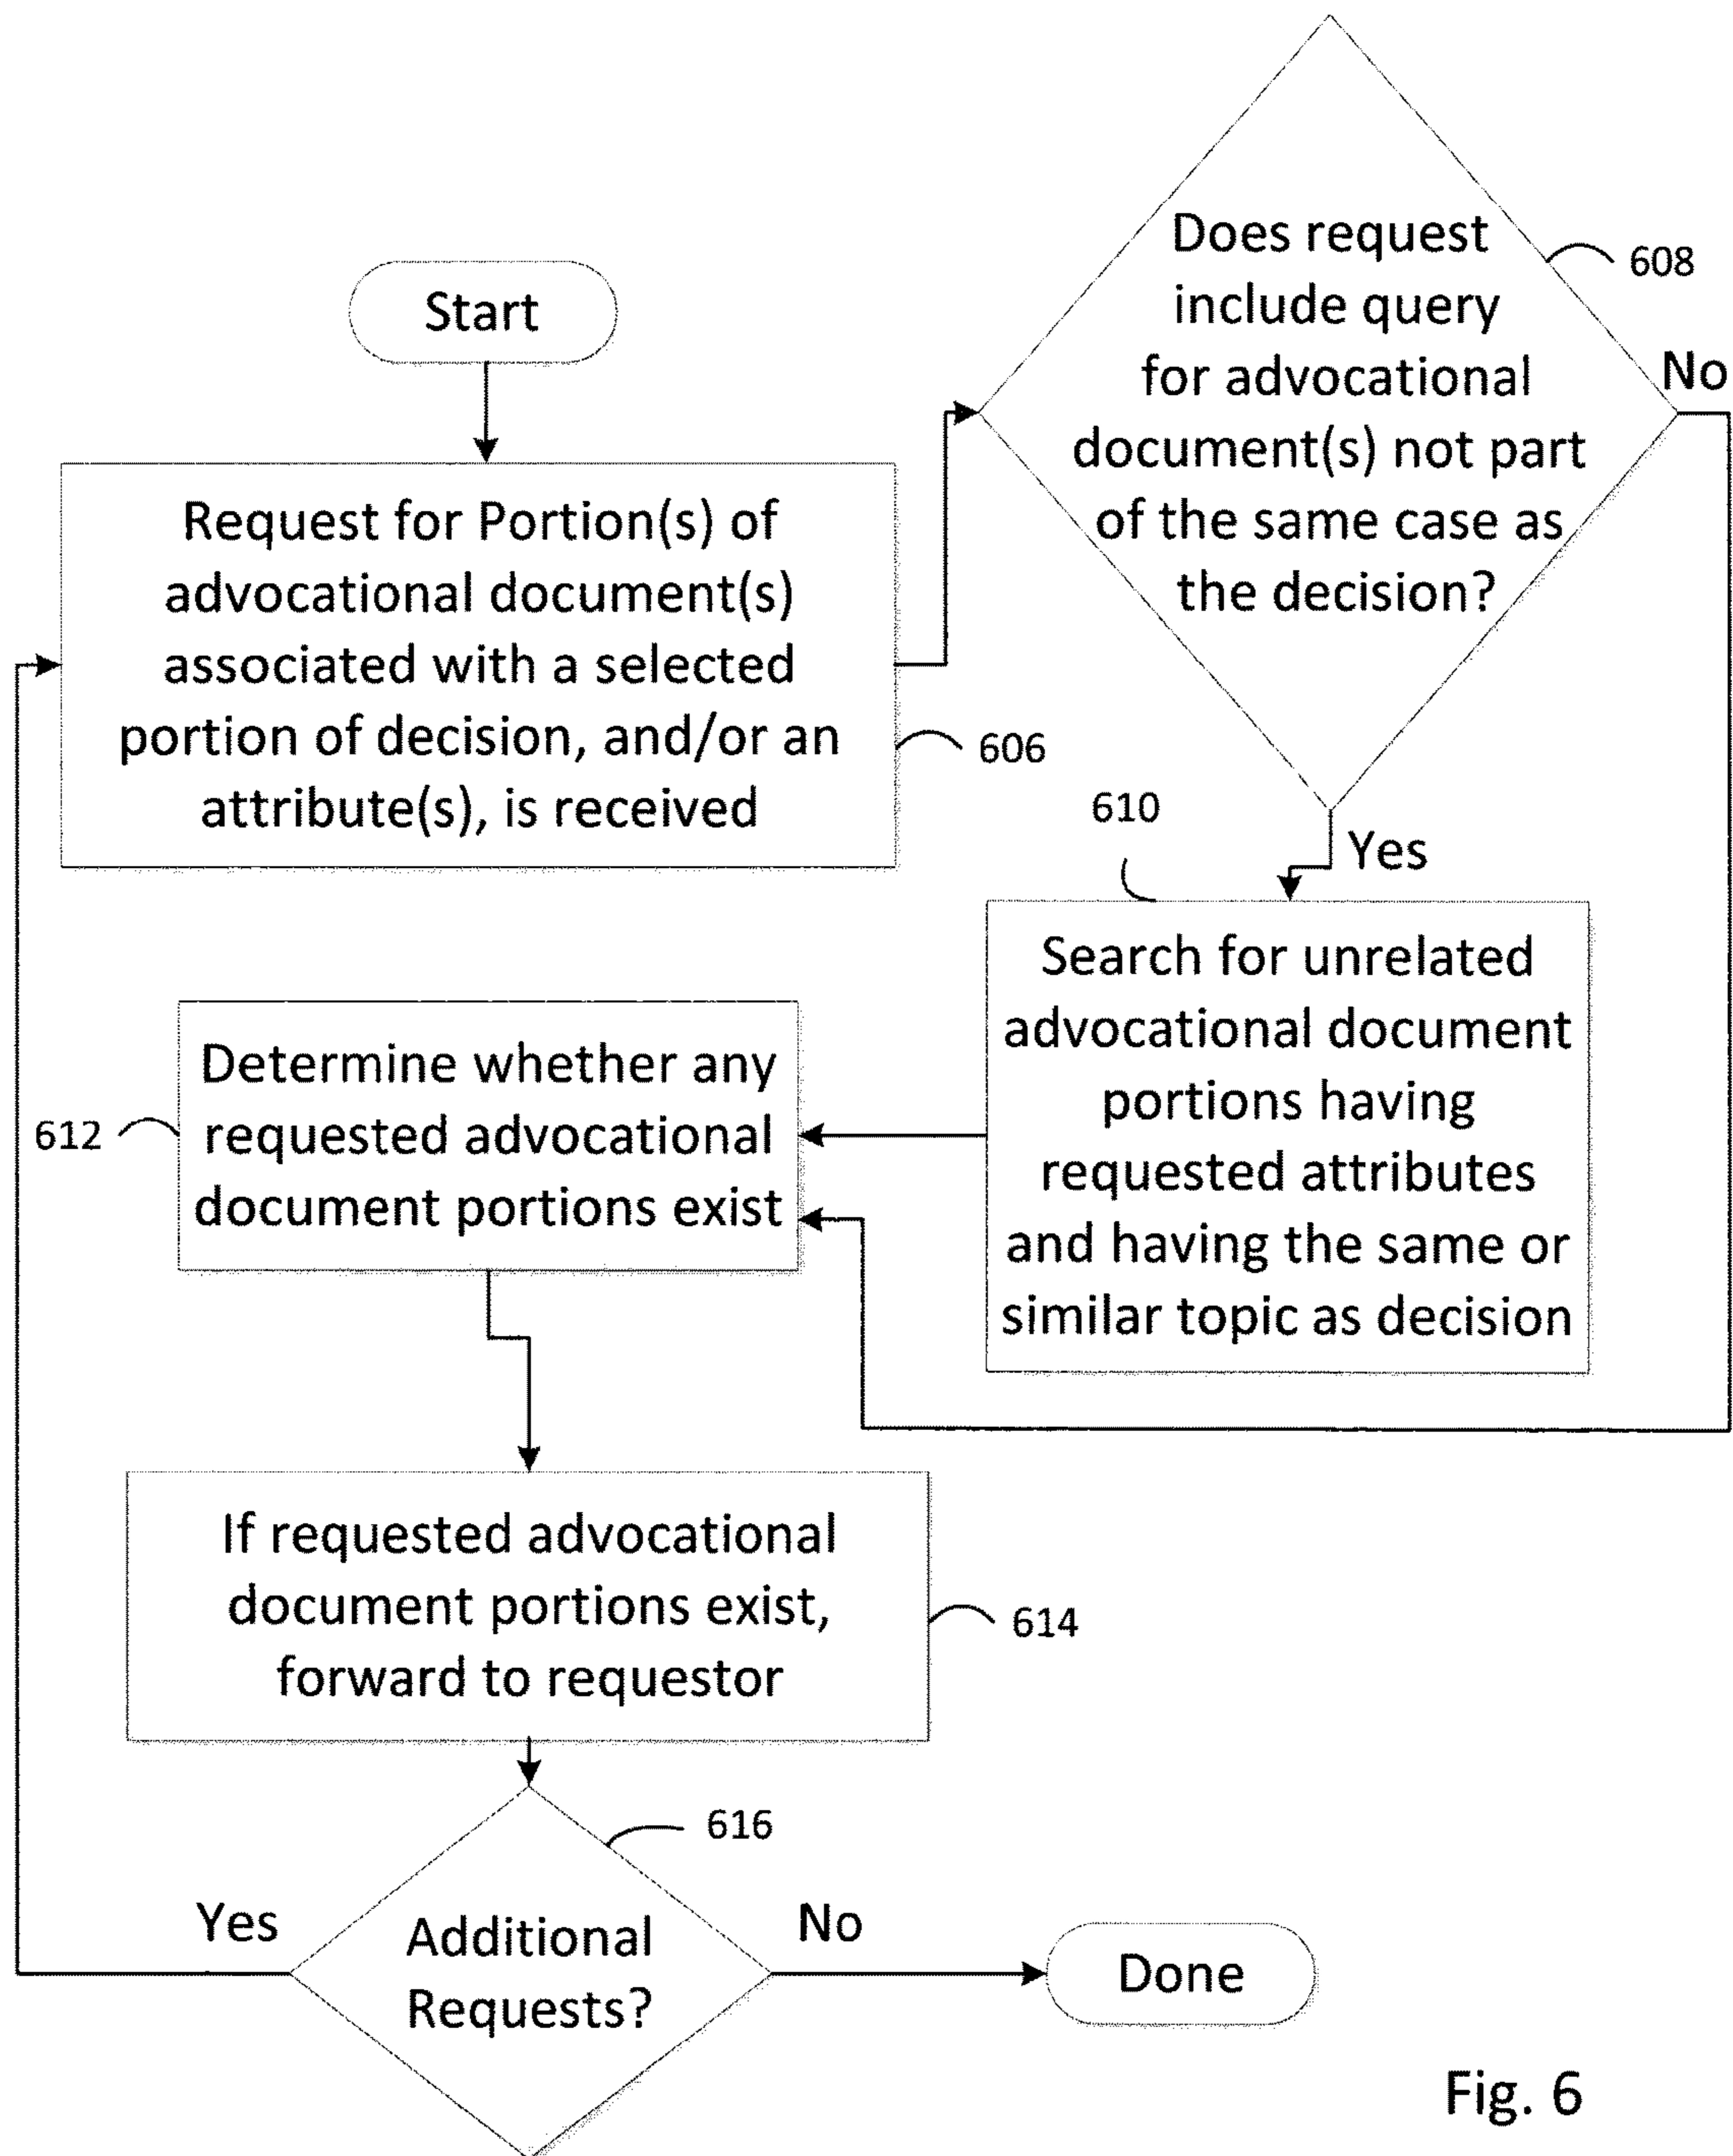 Start
Request for Portion(s) of
advocational document(s)
associated with a selected
portion of decision, and/or an
attribute(s), is received
606
Does request
include query
for advocational
document(s) not part
of the same case as
the decision?
608
No
Yes
610
Search for unrelated
advocational document
portions having
requested attributes
and having the same or
similar topic as decision
Determine whether any
requested advocational
document portions exist
612
If requested advocational
document portions exist,
forward to requestor
614
616
Additional
Requests?
Yes
No
Done
Fig. 6